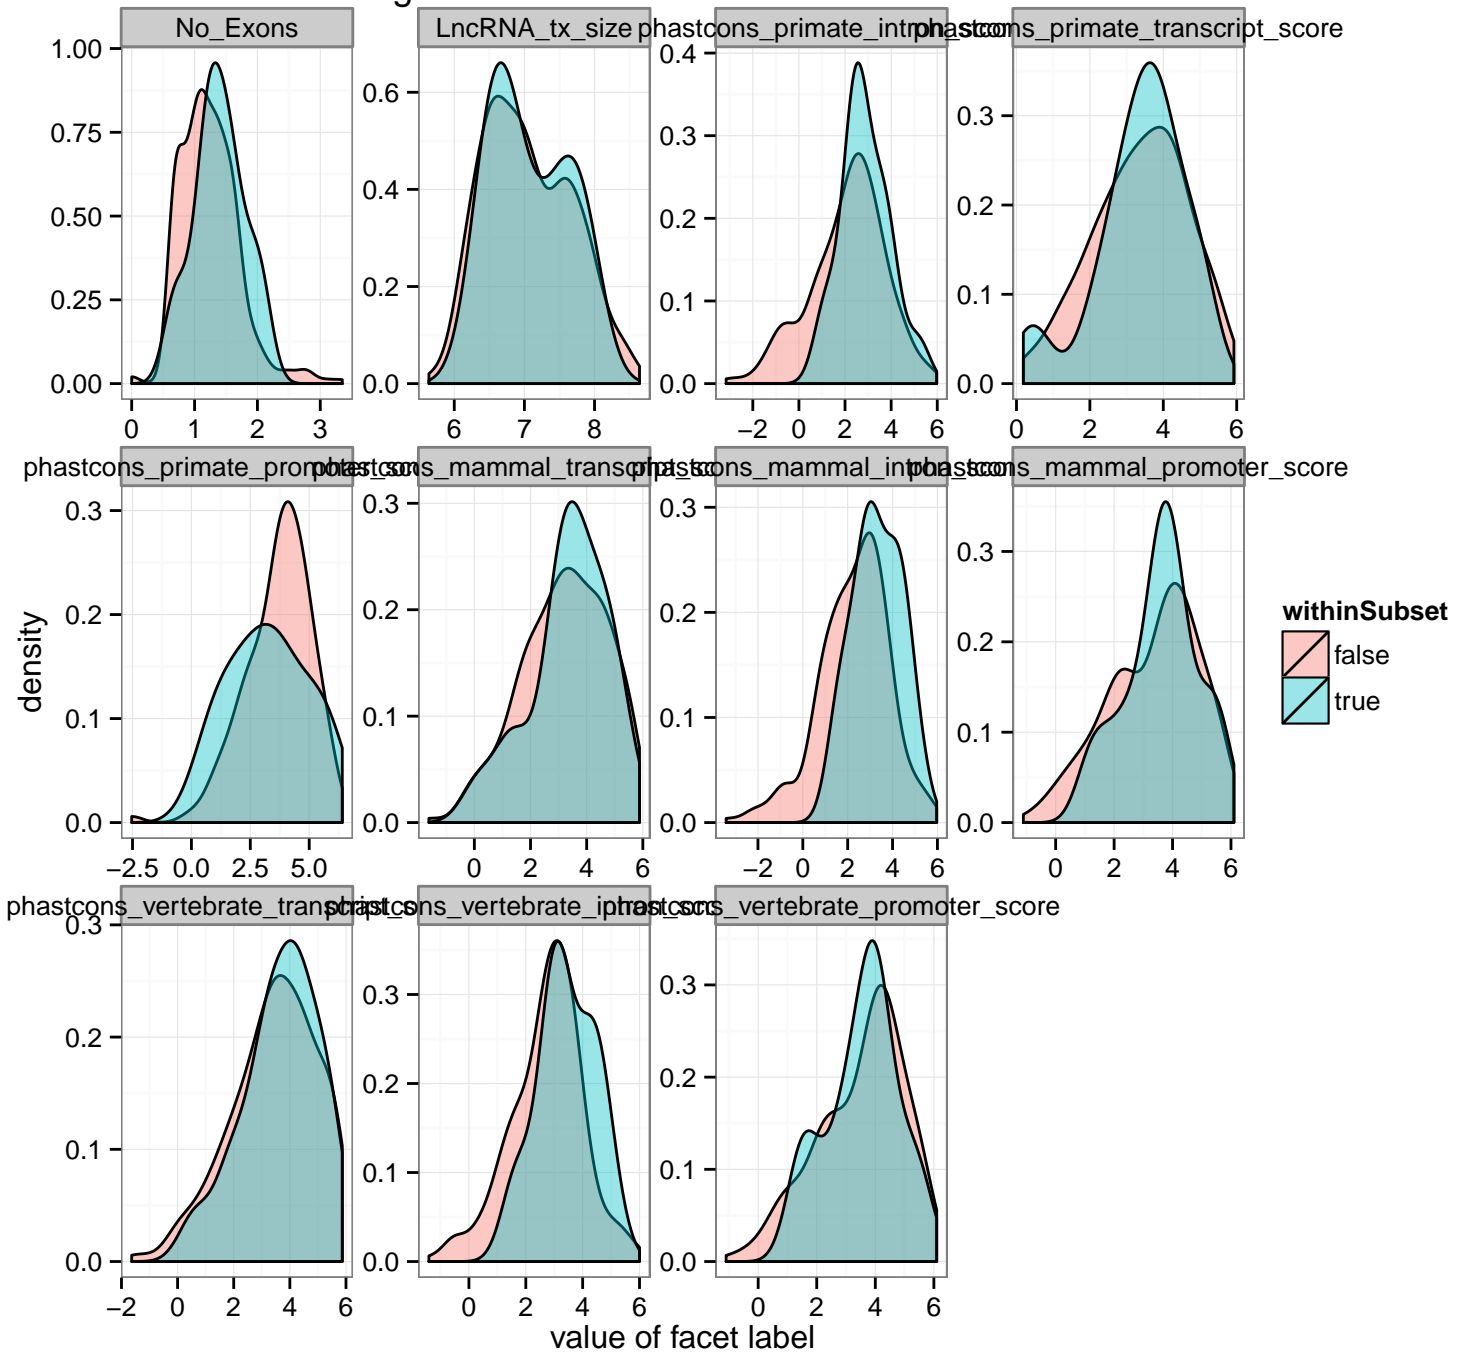 g
No_Exons
LncRNA_tx_size
phastcons_primate_intron_score
phastcons_primate_transcript_score
1.00
0.75
0.50
0.25
0.00
0.6
0.4
0.2
0.0
0.4
0.3
0.2
0.1
0.0
0.3
0.2
0.1
0.0
0 1 2 3
6 7 8
−2 0 2 4 6
0 2 4 6
phastcons_primate_promoter_score
phastcons_mammal_transcript_score
phastcons_mammal_intron_score
phastcons_mammal_promoter_score
0.3
0.2
0.1
0.0
0.3
0.2
0.1
0.0
0.3
0.2
0.1
0.0
0.3
0.2
0.1
0.0
−2.5 0.0 2.5 5.0
0 2 4 6
−2 0 2 4 6
0 2 4 6
phastcons_vertebrate_transcript_score
phastcons_vertebrate_intron_score
phastcons_vertebrate_promoter_score
0.3
0.2
0.1
0.0
0.3
0.2
0.1
0.0
0.3
0.2
0.1
0.0
−2 0 2 4 6
0 2 4 6
0 2 4 6
density
value of facet label
withinSubset
false
true